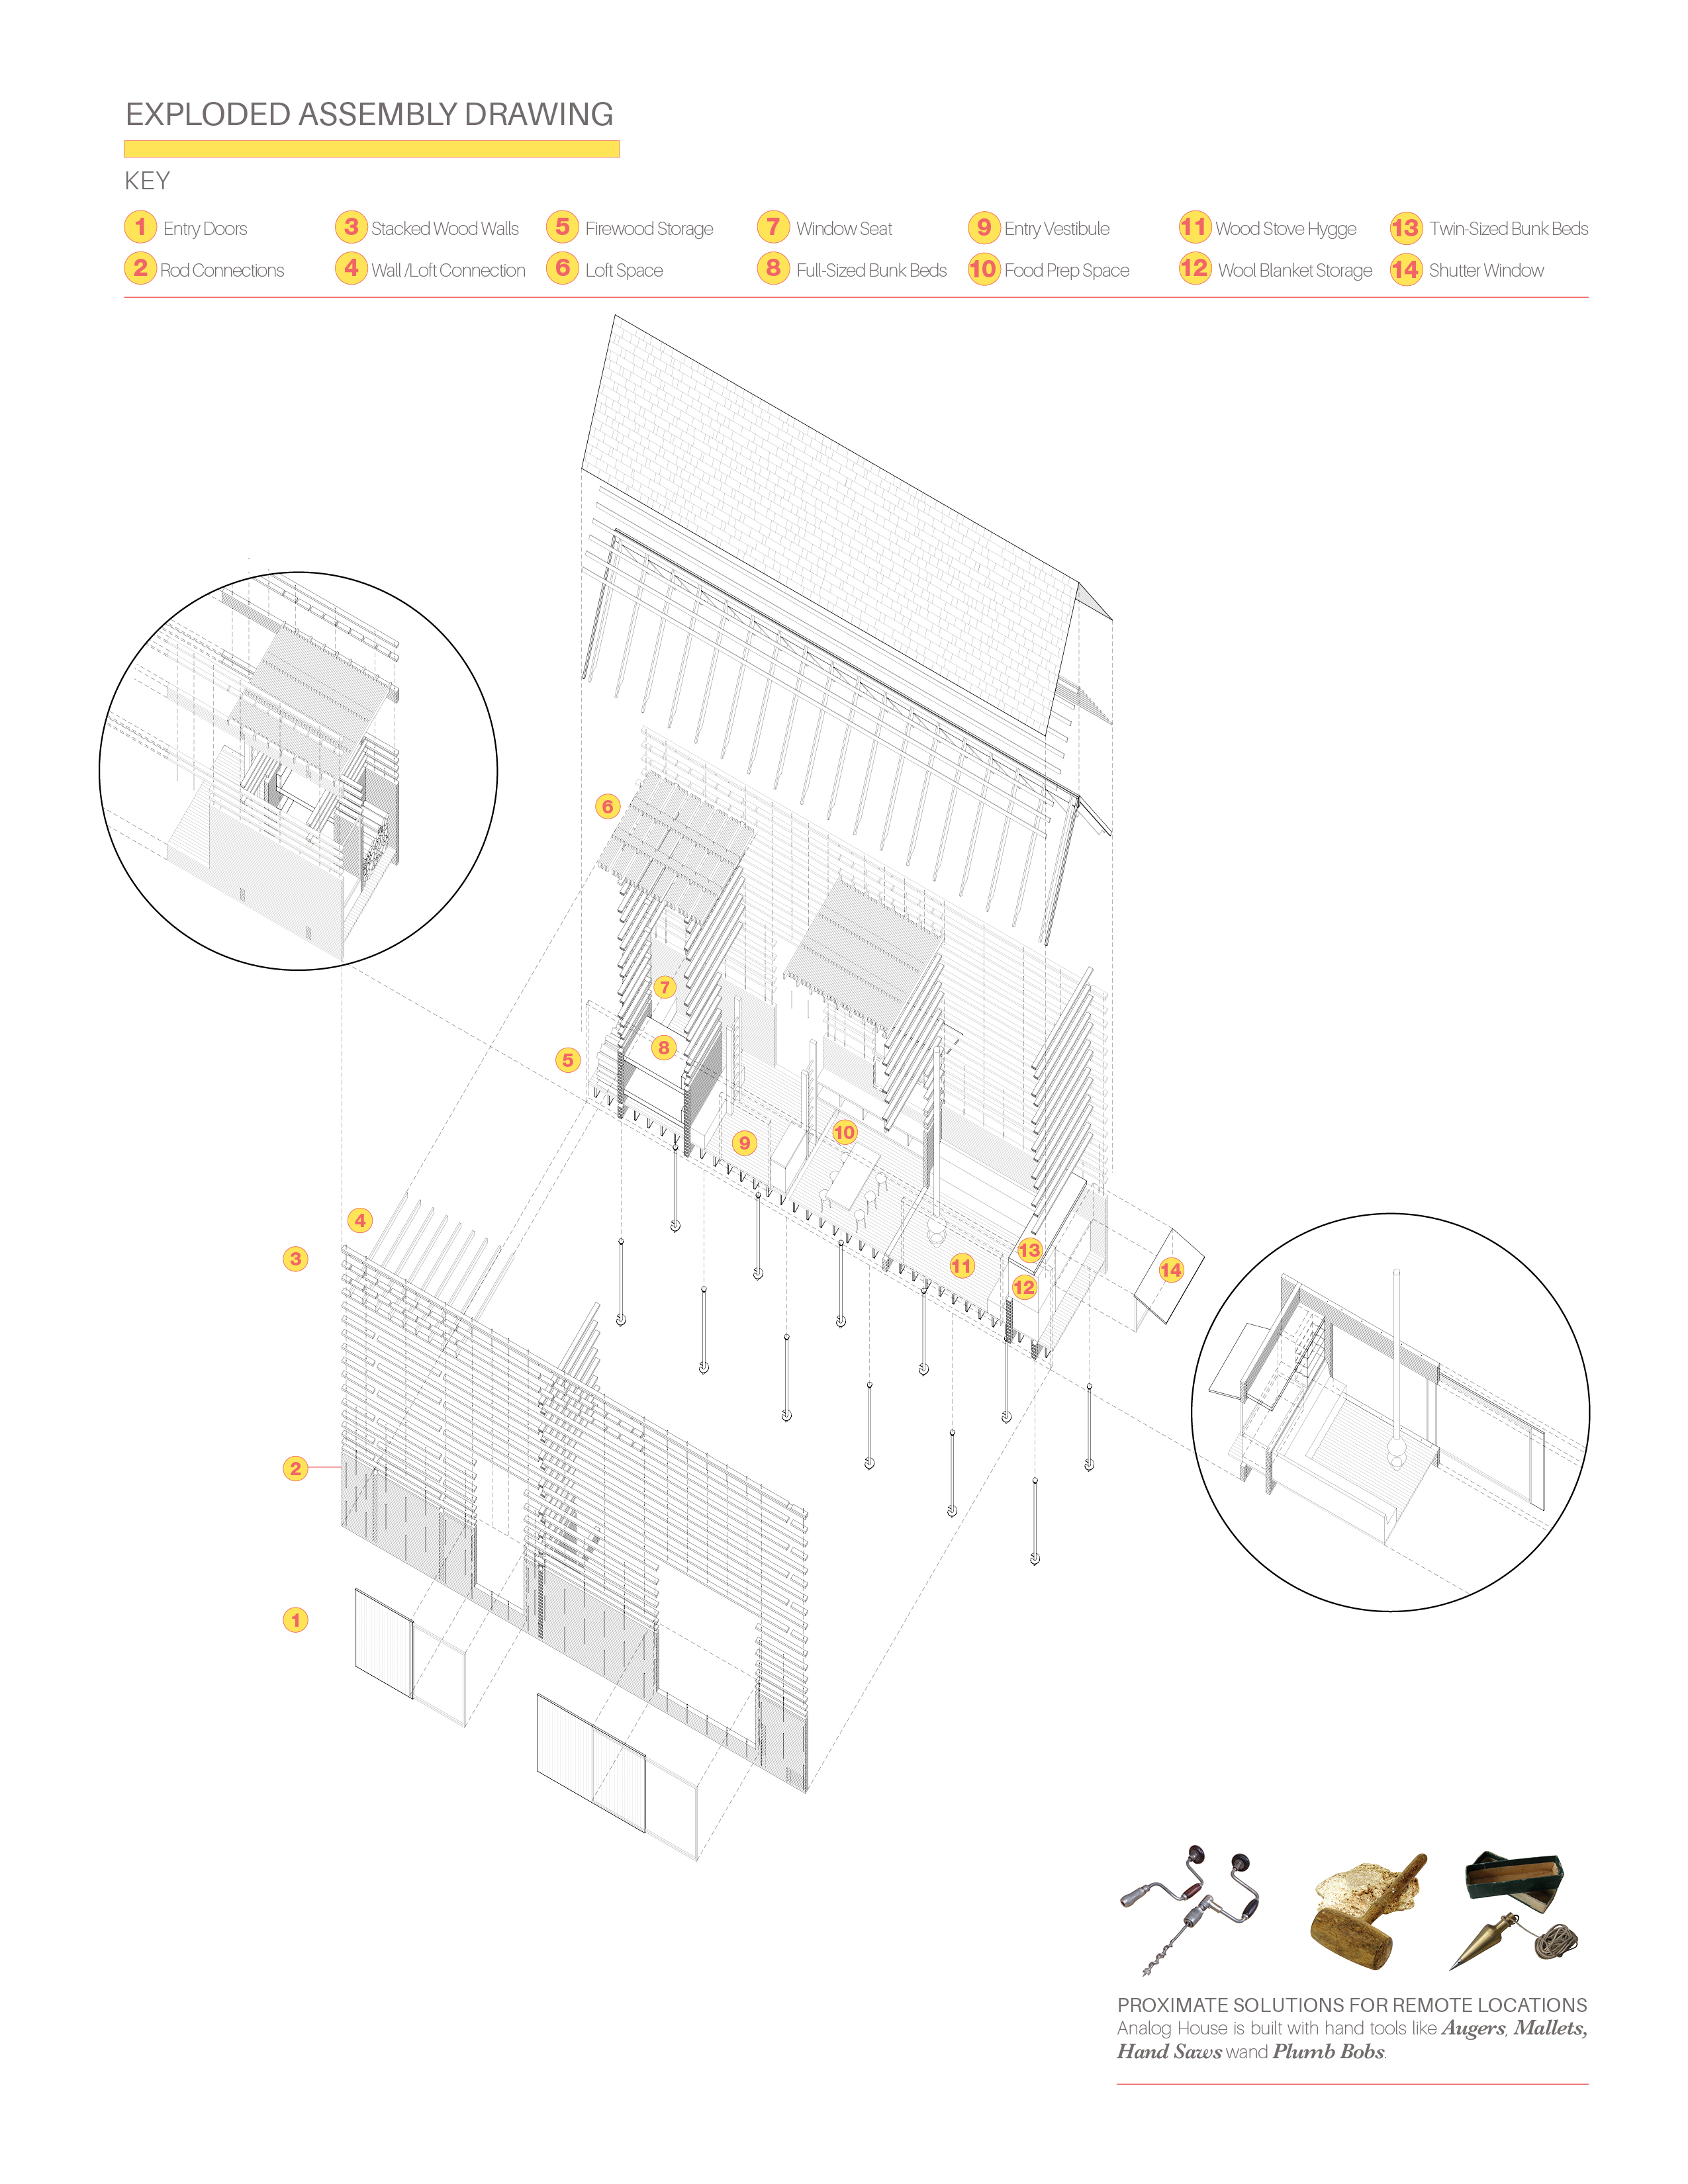 EXPLODED ASSEMBLY DRAWING
KEY
1 Entry Doors 3 Stacked Wood Walls 5 Firewood Storage 7 Window Seat 9 Entry Vestibule 11 Wood Stove Hygge 13 Twin-Sized Bunk Beds
2 Rod Connections 4 Wall /Loft Connection 6 Loft Space 8 Full-Sized Bunk Beds 10 Food Prep Space 12 Wool Blanket Storage 14 Shutter Window
6
7
8
5
9
10
4
3
13
11
14
12
2
1
PROXIMATE SOLUTIONS FOR REMOTE LOCATIONS
Analog House is built with hand tools like Augers, Mallets,
Hand Saws wand Plumb Bobs.